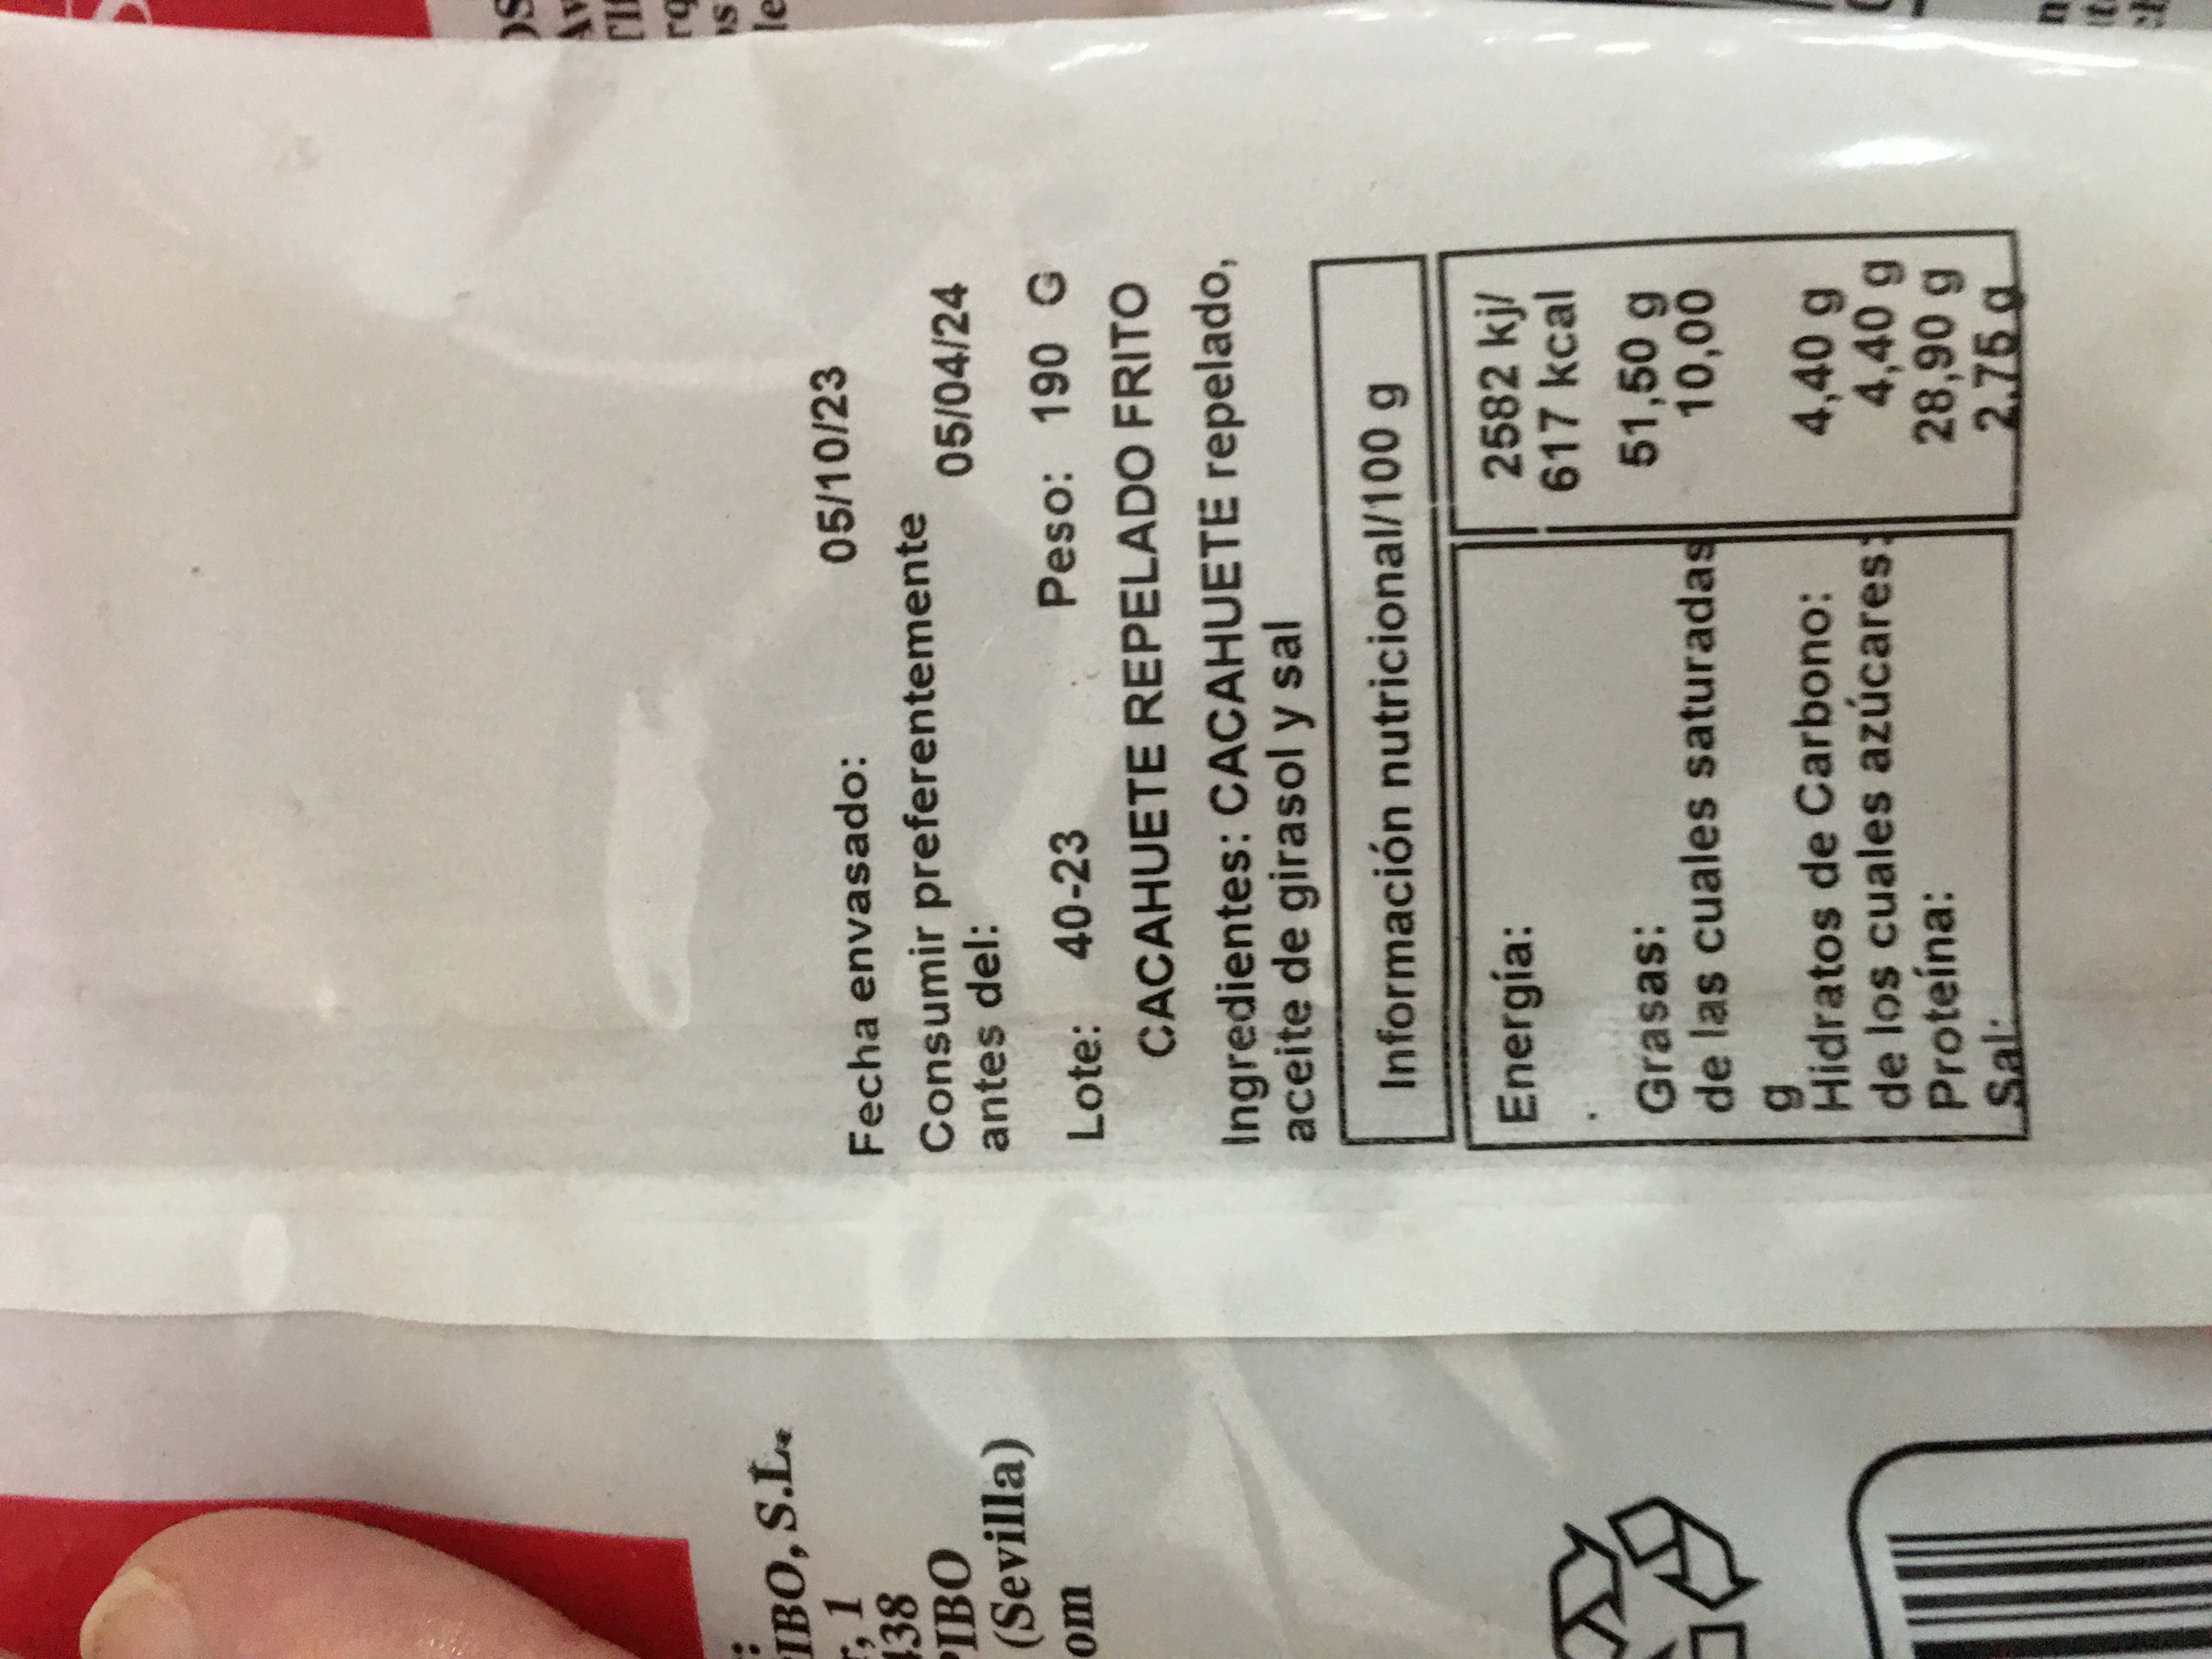 IBO, S.L.
r, 1
438
PIBO
(Sevilla)
om
Fecha envasado: 05/10/23
Consumir preferentemente
antes del: 05/04/24
Lote: 40-23 Peso: 190 G
CACAHUETE REPELADO FRITO
Ingredientes: CACAHUETE repelado,
aceite de girasol y sal
Información nutricional/100 g
Energía: 2582 kj/
617 kcal
.
Grasas: 51,50 g
de las cuales saturadas 10,00
g
Hidratos de Carbono: 4,40 g
de los cuales azúcares: 4,40 g
Proteína: 28,90 g
Sal: 2,75 g